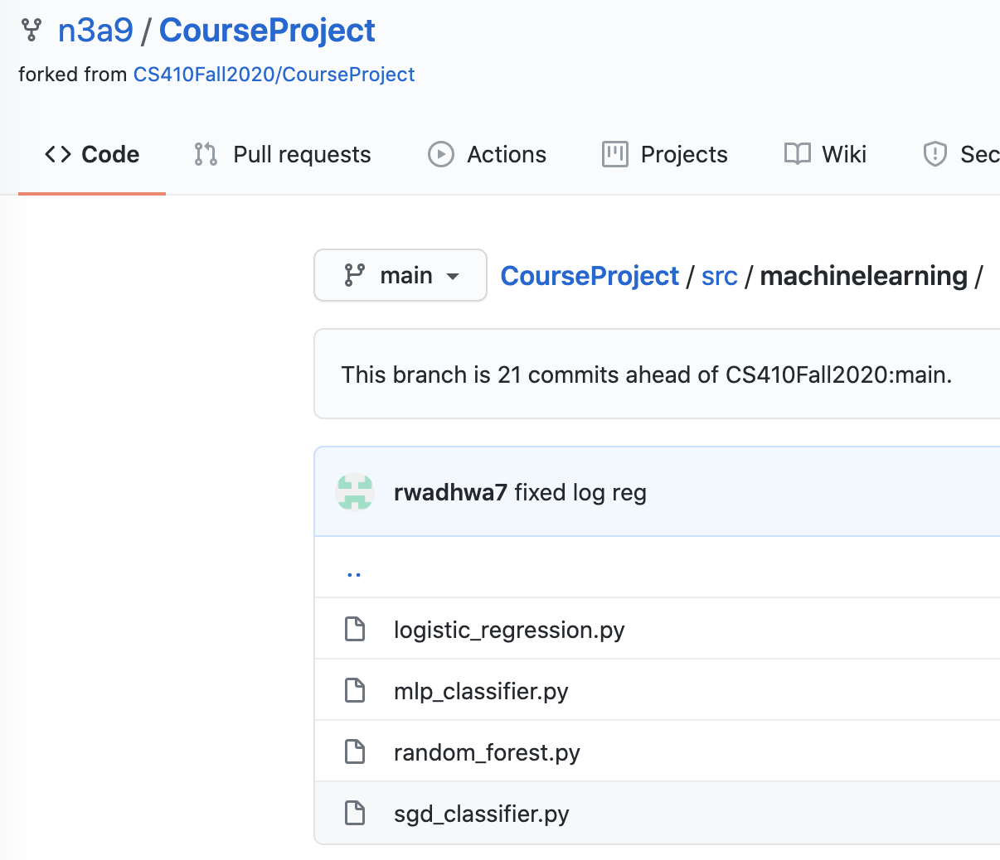 n3a9 / CourseProject
forked from CS410Fall2020/CourseProject
Code Pull requests Actions Projects Wiki Sec
main CourseProject / src / machinelearning /
This branch is 21 commits ahead of CS410Fall2020:main.
rwadhwa7 fixed log reg
..
logistic_regression.py
mlp_classifier.py
random_forest.py
sgd_classifier.py